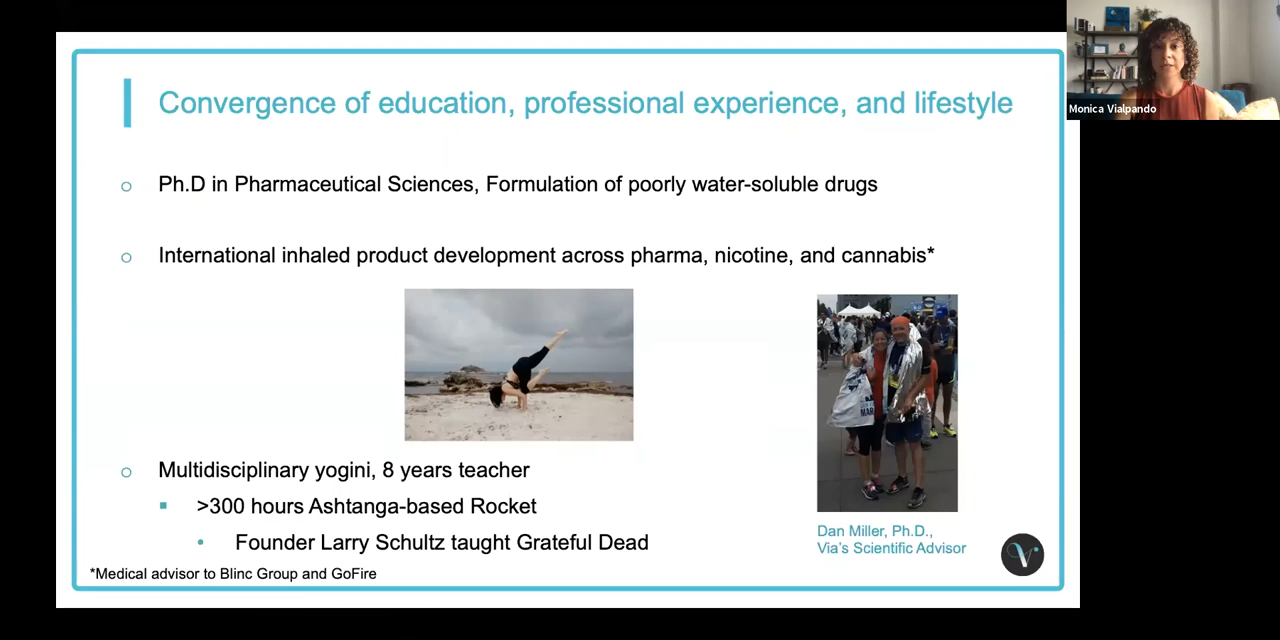 Convergence of education, professional experience, and lifestyle
Monica Vialpando
Ph.D in Pharmaceutical Sciences, Formulation of poorly water-soluble drugs
International inhaled product development across pharma, nicotine, and cannabis*
Multidisciplinary yogini, 8 years teacher
>300 hours Ashtanga-based Rocket
Founder Larry Schultz taught Grateful Dead
Dan Miller, Ph.D.,
Via's Scientific Advisor
V
*Medical advisor to Blinc Group and GoFire